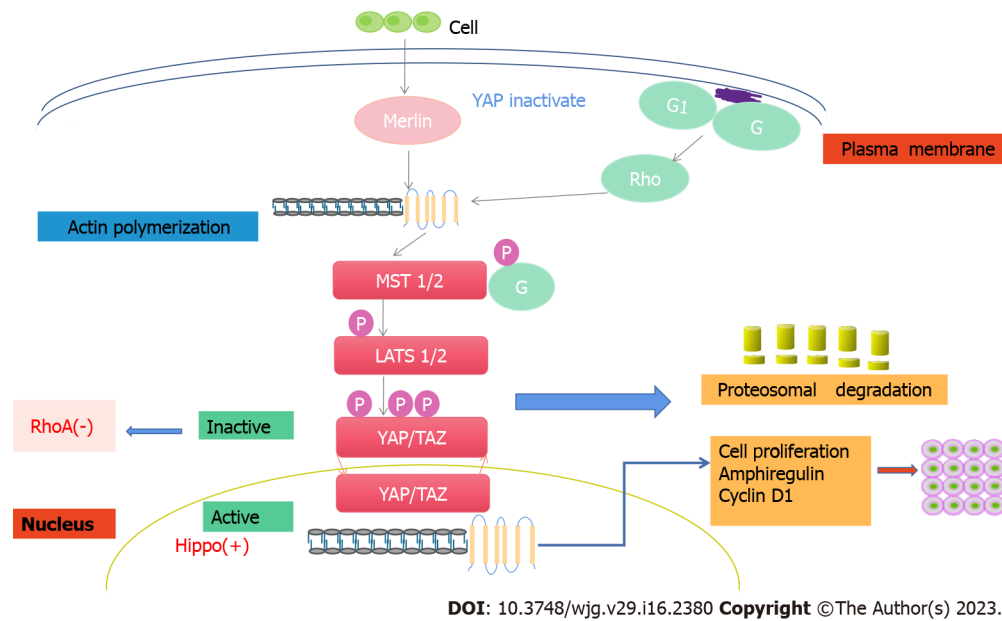 Cell
YAP inactivate
Merlin
G1
G
Plasma membrane
Rho
Actin polymerization
P
MST 1/2
G
P
LATS 1/2
Proteosomal degradation
P
P
P
RhoA(-)
Inactive
YAP/TAZ
Cell proliferation
Amphiregulin
Cyclin D1
YAP/TAZ
Nucleus
Active
Hippo(+)
DOI: 10.3748/wjg.v29.i16.2380 Copyright ©The Author(s) 2023.